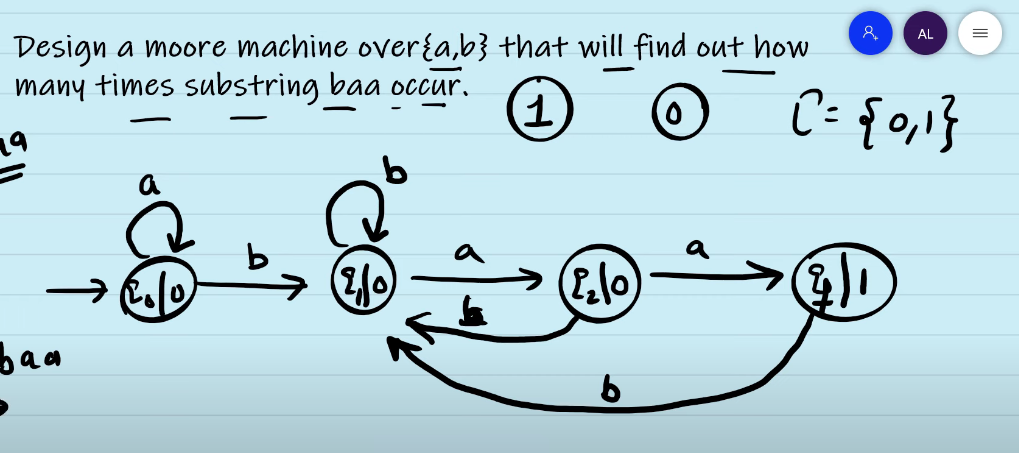 Design a moore machine over{a,b} that will find out how
many times substring baa occur.
AL
1
0
= {0,1}
a
b
a
b
a
q0|0
q1|0
q2|0
|1
b
b
baa